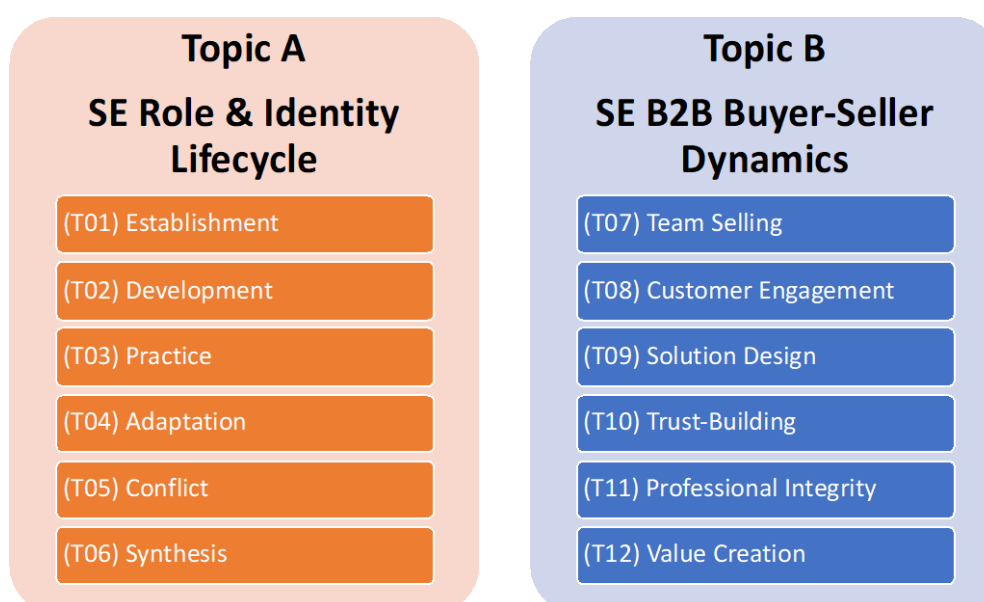 Topic A
SE Role & Identity
Lifecycle
(T01) Establishment
(T02) Development
(T03) Practice
(T04) Adaptation
(T05) Conflict
(T06) Synthesis
Topic B
SE B2B Buyer-Seller
Dynamics
(T07) Team Selling
(T08) Customer Engagement
(T09) Solution Design
(T10) Trust-Building
(T11) Professional Integrity
(T12) Value Creation